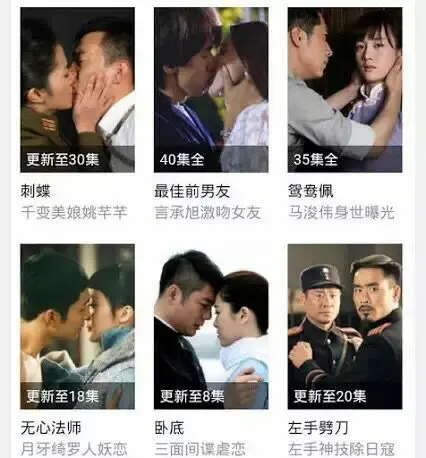 更新至30集
40集全
35集全
刺蝶
最佳前男友
鸳鸯佩
千变美娘姚芊芊
言承旭激吻女友
马浚伟身世曝光
更新至18集
更新至8集
更新至20集
无心法师
卧底
左手劈刀
月牙绮罗人妖恋
三面间谍虐恋
左手神技除日寇